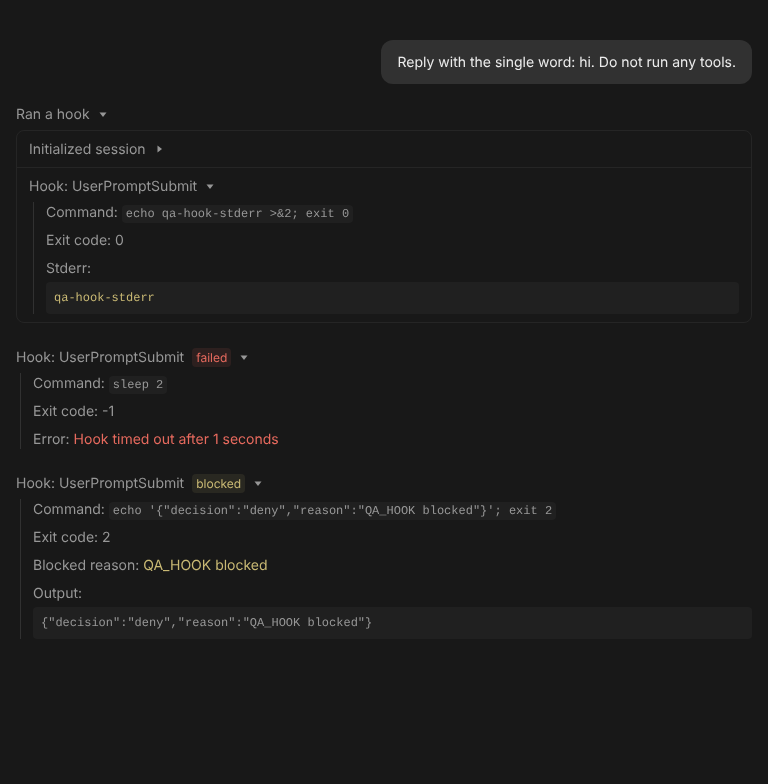 Reply with the single word: hi. Do not run any tools.
Ran a hook
Initialized session
Hook: UserPromptSubmit
Command: echo qa-hook-stderr >&2; exit 0
Exit code: 0
Stderr:
qa-hook-stderr
Hook: UserPromptSubmit failed
Command: sleep 2
Exit code: -1
Error: Hook timed out after 1 seconds
Hook: UserPromptSubmit blocked
Command: echo '{"decision":"deny","reason":"QA_HOOK blocked"}'; exit 2
Exit code: 2
Blocked reason: QA_HOOK blocked
Output:
{"decision":"deny","reason":"QA_HOOK blocked"}